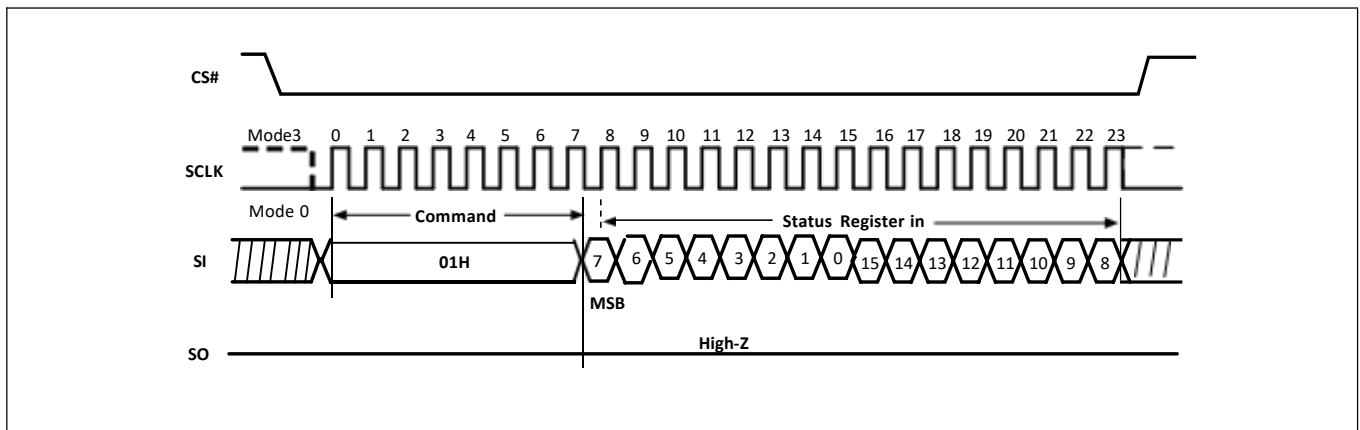 CS#
Mode3 0 1 2 3 4 5 6 7 8 9 10 11 12 13 14 15 16 17 18 19 20 21 22 23
SCLK
Mode 0 Command Status Register in
SI 01H 7 6 5 4 3 2 1 0 15 14 13 12 11 10 9 8
MSB
SO High-Z